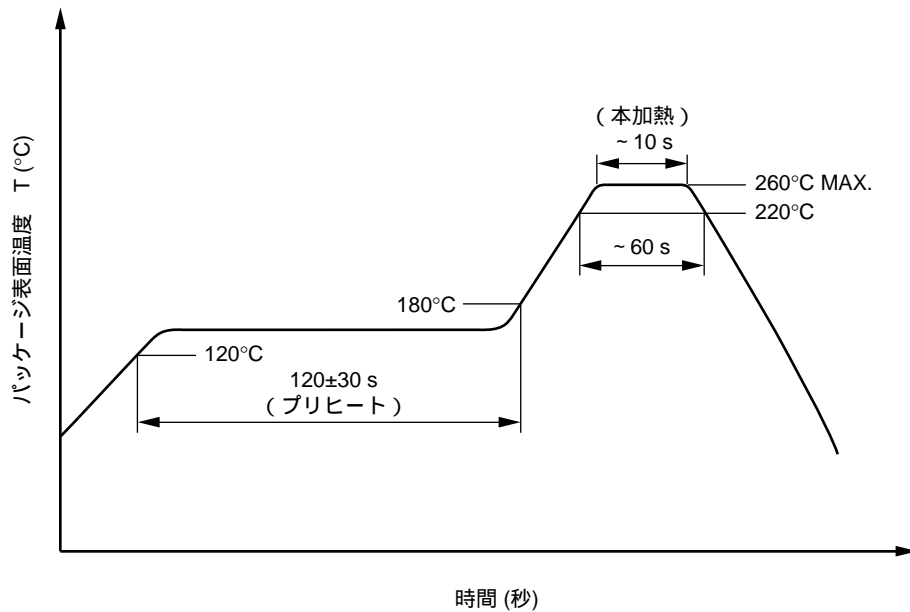 (本加熱)
~ 10 s
260°C MAX.
220°C
~ 60 s
180°C
120°C
120±30 s
(プリヒート)
パッケージ表面温度 T (°C)
時間 (秒)